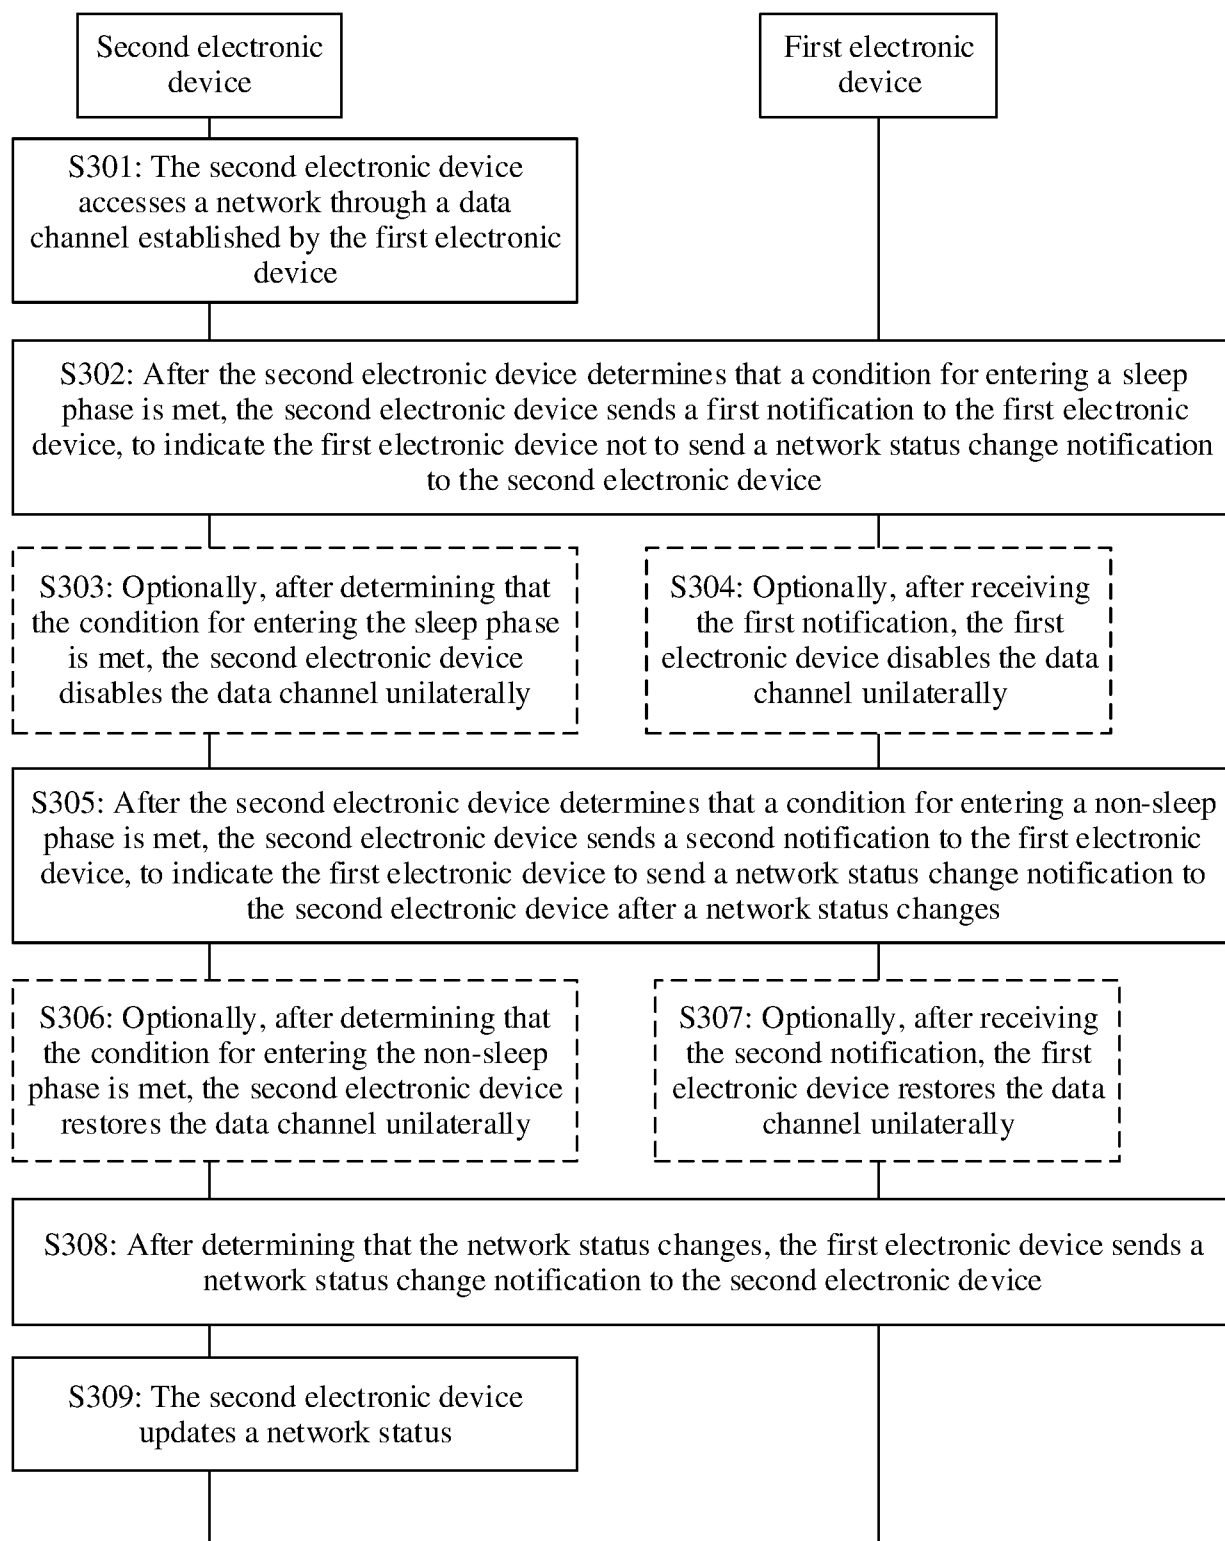 Second electronic
device
First electronic
device
S301: The second electronic device
accesses a network through a data
channel established by the first electronic
device
S302: After the second electronic device determines that a condition for entering a sleep
phase is met, the second electronic device sends a first notification to the first electronic
device, to indicate the first electronic device not to send a network status change notification
to the second electronic device
S303: Optionally, after determining that
the condition for entering the sleep phase
is met, the second electronic device
disables the data channel unilaterally
S304: Optionally, after receiving
the first notification, the first
electronic device disables the data
channel unilaterally
S305: After the second electronic device determines that a condition for entering a non-sleep
phase is met, the second electronic device sends a second notification to the first electronic
device, to indicate the first electronic device to send a network status change notification to
the second electronic device after a network status changes
S306: Optionally, after determining that
the condition for entering the non-sleep
phase is met, the second electronic device
restores the data channel unilaterally
S307: Optionally, after receiving
the second notification, the first
electronic device restores the data
channel unilaterally
S308: After determining that the network status changes, the first electronic device sends a
network status change notification to the second electronic device
S309: The second electronic device
updates a network status